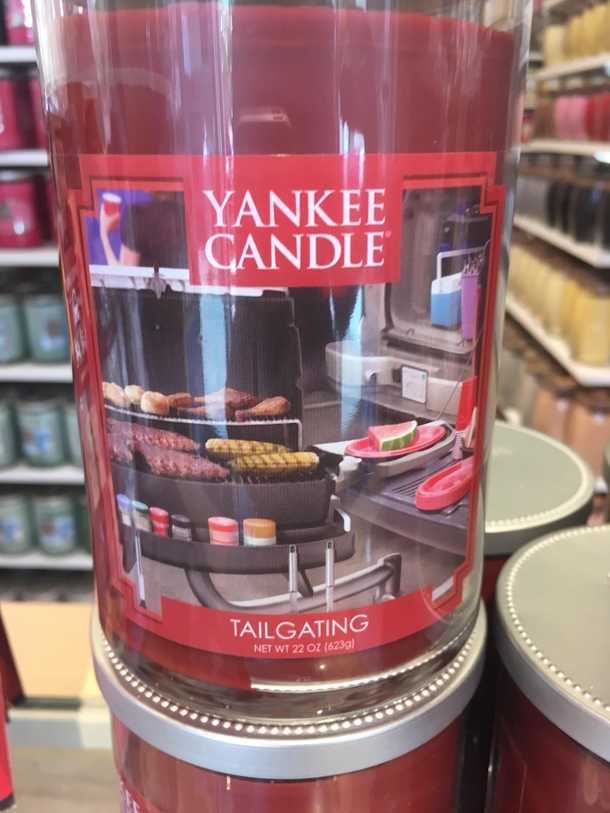 YANKEE
CANDLE®
TAILGATING
NET WT 22 OZ (623g)